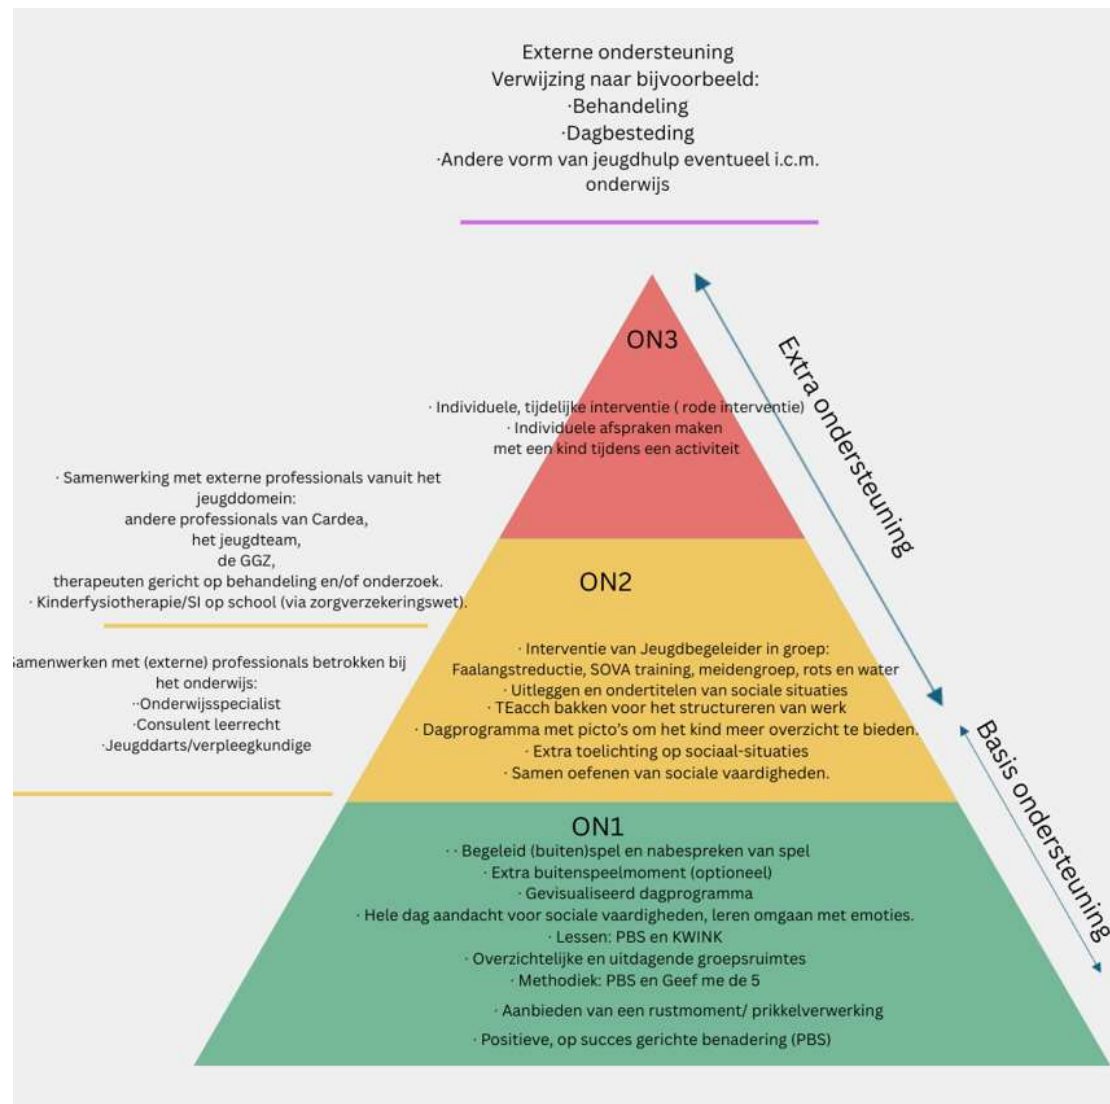 Externe ondersteuning
Verwijzing naar bijvoorbeeld:
·Behandeling
·Dagbesteding
·Andere vorm van jeugdhulp eventueel i.c.m.
onderwijs
ON3
· Individuele, tijdelijke interventie ( rode interventie)
· Individuele afspraken maken
met een kind tijdens een activiteit
Extra ondersteuning
· Samenwerking met externe professionals vanuit het
jeugddomein:
andere professionals van Cardea,
het jeugdteam,
de GGZ,
therapeuten gericht op behandeling en/of onderzoek.
· Kinderfysiotherapie/SI op school (via zorgverzekeringswet).
Samenwerken met (externe) professionals betrokken bij
het onderwijs:
··Onderwijsspecialist
·Consulent leerrecht
·Jeugddarts/verpleegkundige
ON2
· Interventie van Jeugdbegeleider in groep:
Faalangstreductie, SOVA training, meidengroep, rots en water
· Uitleggen en ondertitelen van sociale situaties
· TEacch bakken voor het structureren van werk
· Dagprogramma met picto's om het kind meer overzicht te bieden.
· Extra toelichting op sociaal-situaties
· Samen oefenen van sociale vaardigheden.
Basis ondersteuning
ON1
· · Begeleid (buiten)spel en nabespreken van spel
· Extra buitenspeelmoment (optioneel)
· Gevisualiseerd dagprogramma
· Hele dag aandacht voor sociale vaardigheden, leren omgaan met emoties.
· Lessen: PBS en KWINK
· Overzichtelijke en uitdagende groepsruimtes
· Methodiek: PBS en Geef me de 5
· Aanbieden van een rustmoment/ prikkelverwerking
· Positieve, op succes gerichte benadering (PBS)